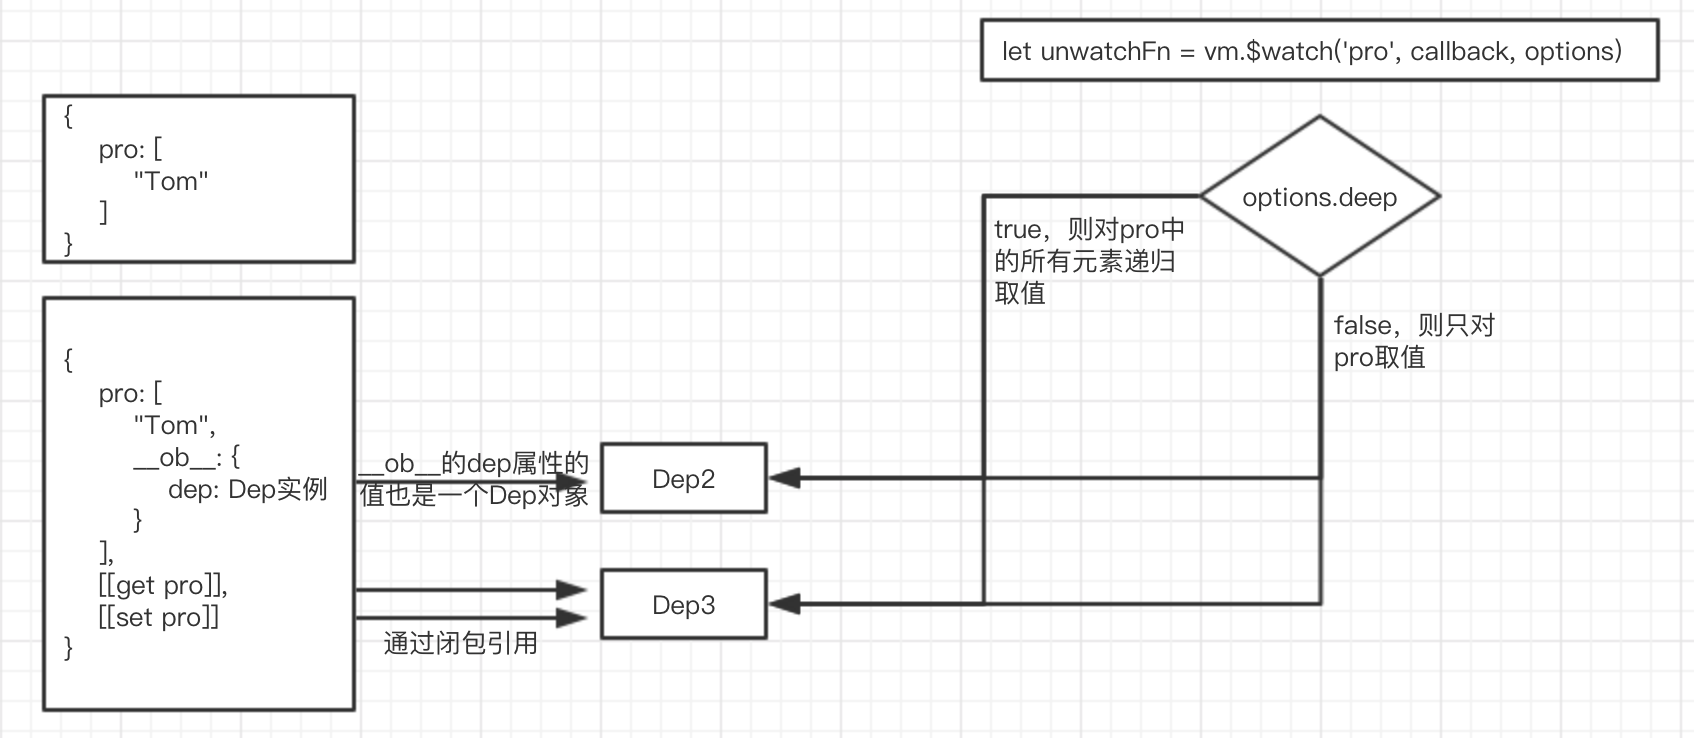 let unwatchFn = vm.$watch('pro', callback, options)
{
pro: [
"Tom"
]
}
options.deep
true，则对pro中
的所有元素递归
取值
false，则只对
pro取值
{
pro: [
"Tom",
__ob__: {
dep: Dep实例
}
],
[[get pro]],
[[set pro]]
}
__ob__的dep属性的
值也是一个Dep对象
Dep2
Dep3
通过闭包引用